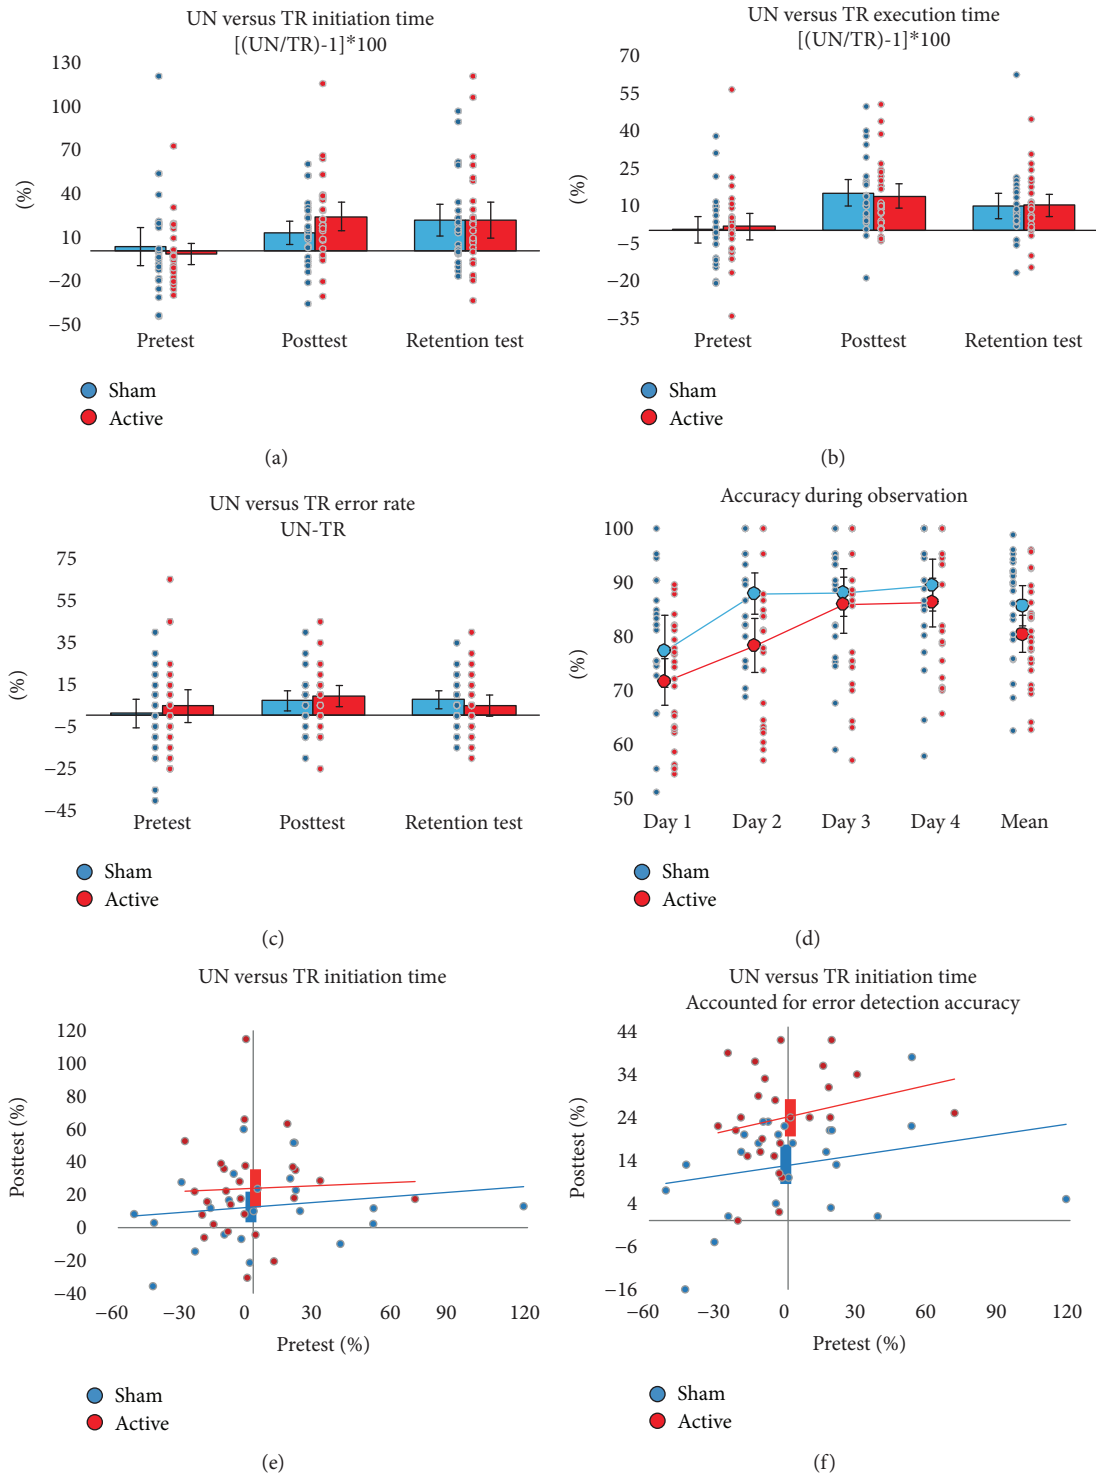 UN versus TR initiation time
[(UN/TR)-1]*100
130
100
70
40
10
−20
−50
(%)
Pretest
Posttest
Retention test
Sham
Active
(a)
UN versus TR execution time
[(UN/TR)-1]*100
70
55
40
25
10
−5
−35
(%)
Pretest
Posttest
Retention test
Sham
Active
(b)
UN versus TR error rate
UN-TR
75
55
35
15
−5
−25
−45
(%)
Pretest
Posttest
Retention test
Sham
Active
(c)
Accuracy during observation
100
90
80
70
60
50
(%)
Day 1
Day 2
Day 3
Day 4
Mean
Sham
Active
(d)
UN versus TR initiation time
120
100
80
60
40
20
0
−20
−40
Posttest (%)
−60
−30
0
30
60
90
120
Pretest (%)
Sham
Active
(e)
UN versus TR initiation time
Accounted for error detection accuracy
44
34
24
14
4
−6
−16
Posttest (%)
−60
−30
0
30
60
90
120
Pretest (%)
Sham
Active
(f)